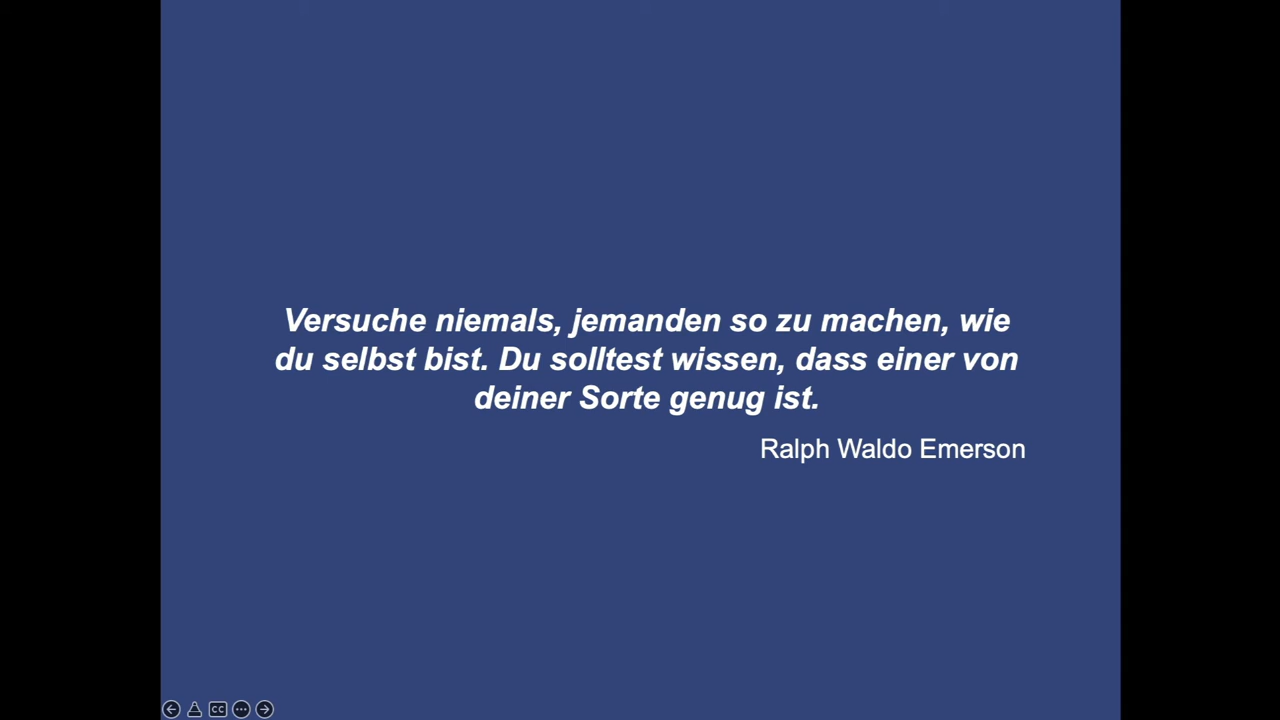 Versuche niemals, jemanden so zu machen, wie
du selbst bist. Du solltest wissen, dass einer von
deiner Sorte genug ist.
Ralph Waldo Emerson
CC